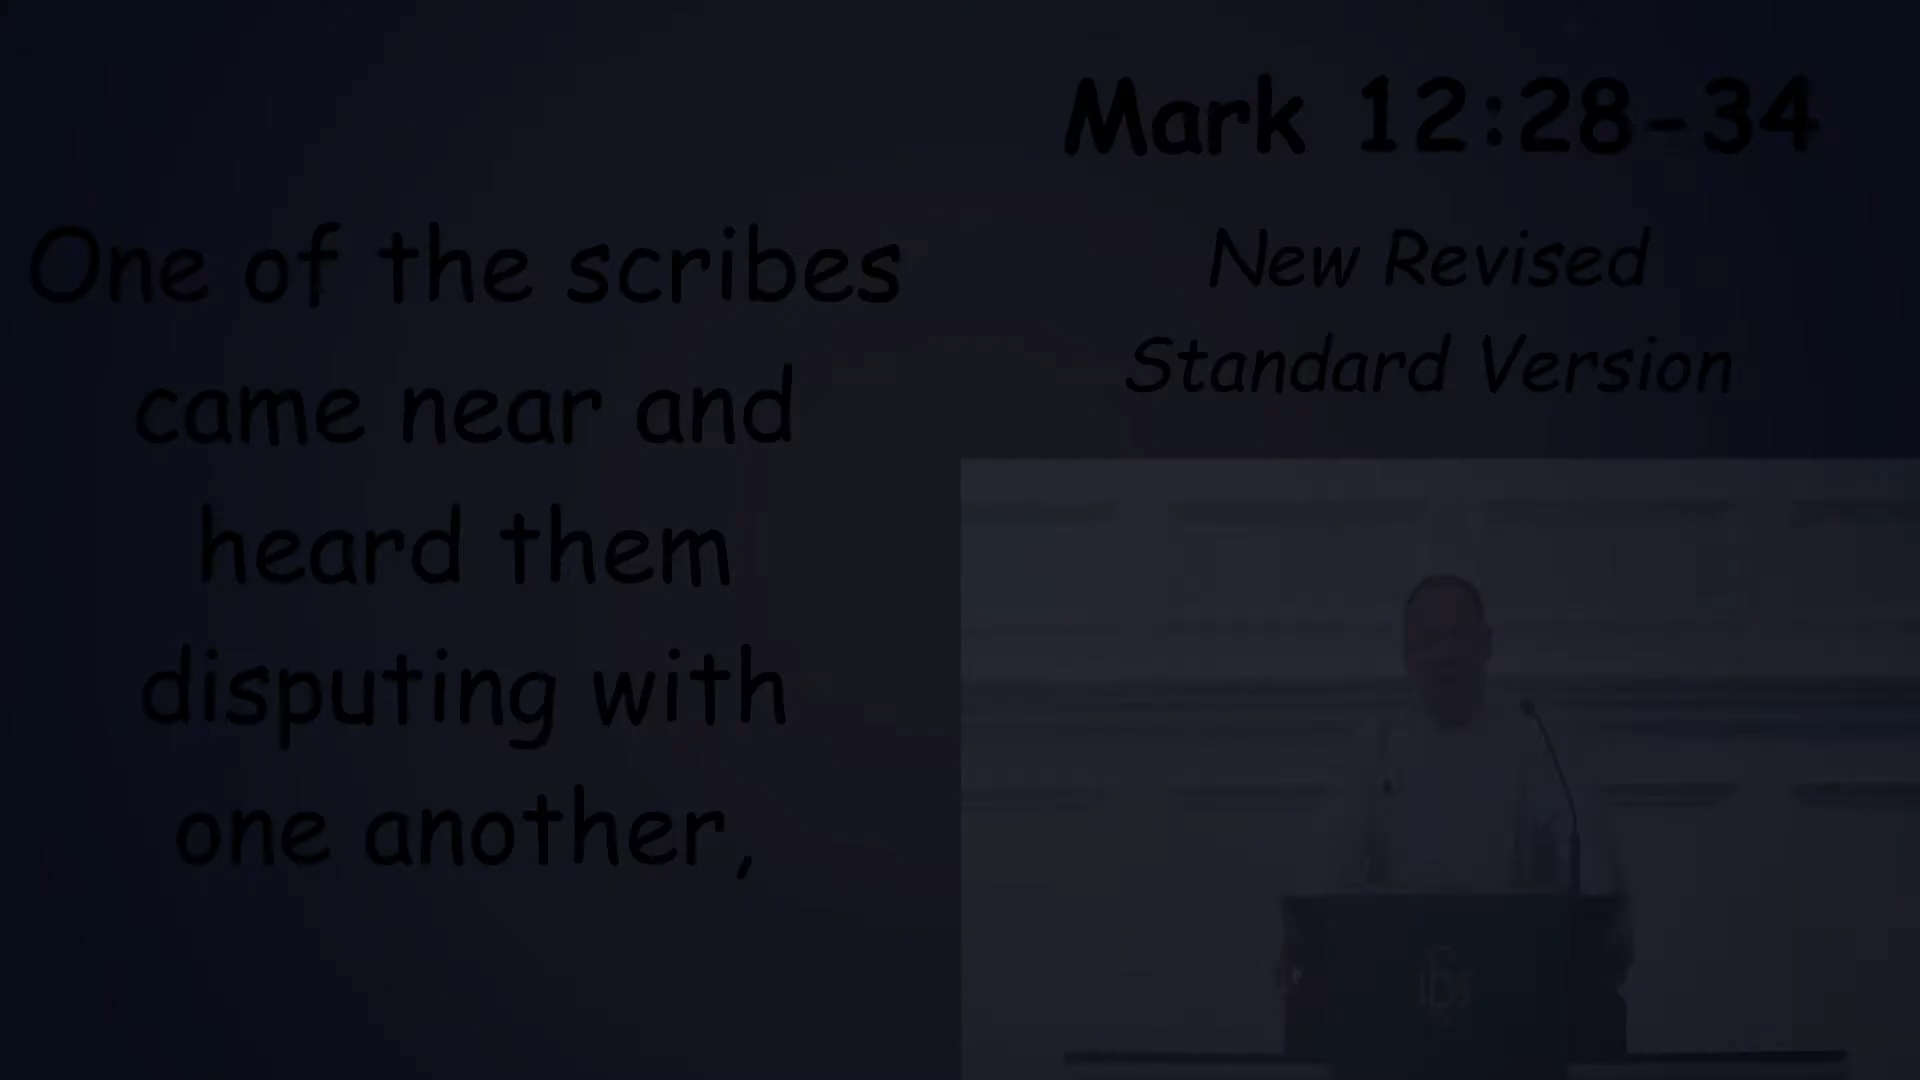 One of the scribes
came near and
heard them
disputing with
one another,
Mark 12:28-34
New Revised
Standard Version